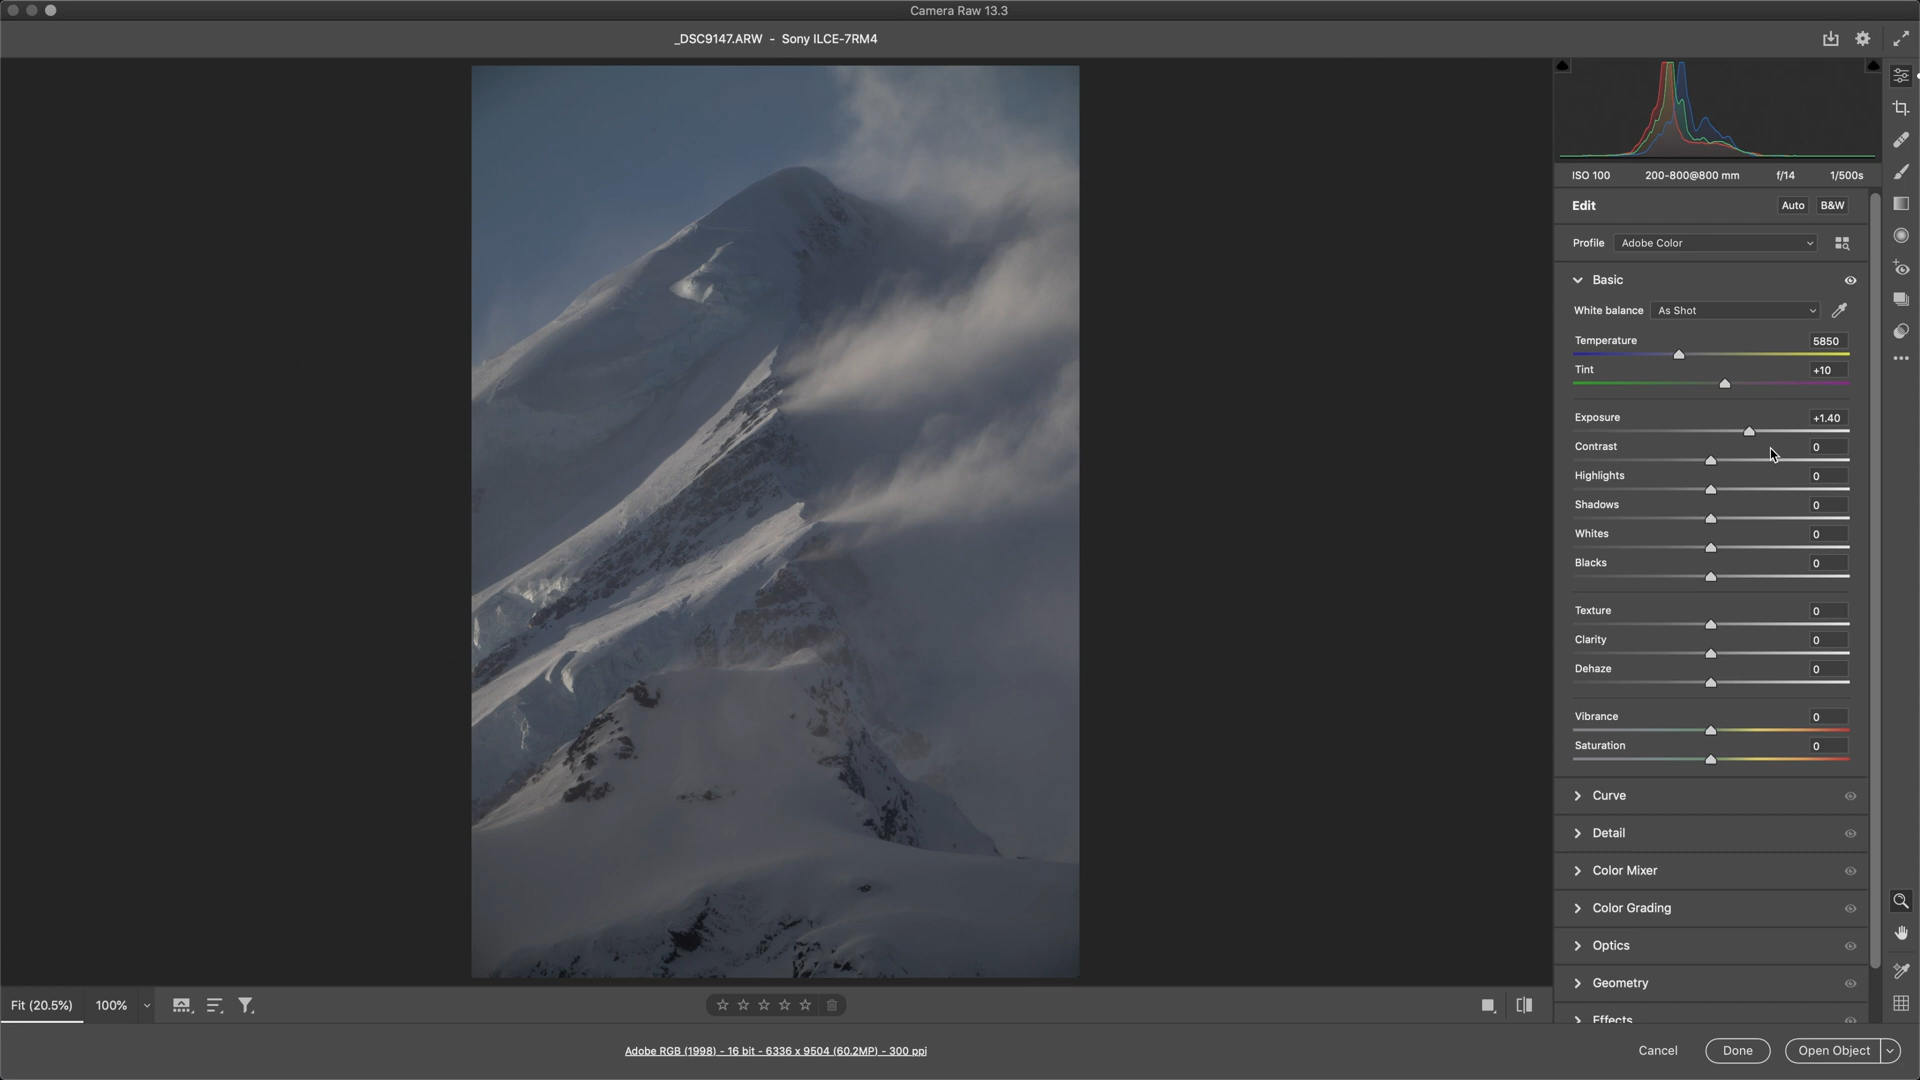 Camera Raw 13.3
_DSC9147.ARW - Sony ILCE-7RM4
ISO 100 200-800@800 mm f/14 1/500s
Edit Auto B&W
Profile Adobe Color
Basic
White balance As Shot
Temperature 5850
Tint +10
Exposure +1.40
Contrast 0
Highlights 0
Shadows 0
Whites 0
Blacks 0
Texture 0
Clarity 0
Dehaze 0
Vibrance 0
Saturation 0
Curve
Detail
Color Mixer
Color Grading
Optics
Geometry
Effects
Fit (20.5%) 100%
Adobe RGB (1998) - 16 bit - 6336 x 9504 (60.2MP) - 300 ppi
Cancel Done Open Object